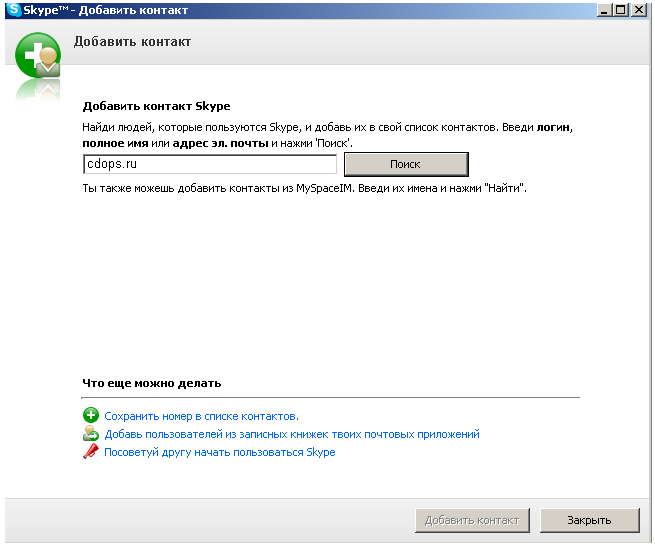 Skype™ - Добавить контакт
Добавить контакт
Добавить контакт Skype
Найди людей, которые пользуются Skype, и добавь их в свой список контактов. Введи логин,
полное имя или адрес эл. почты и нажми 'Поиск'.
cdops.ru
Поиск
Ты также можешь добавить контакты из MySpaceIM. Введи их имена и нажми "Найти".
Что еще можно делать
Сохранить номер в списке контактов.
Добавь пользователей из записных книжек твоих почтовых приложений
Посоветуй другу начать пользоваться Skype
Добавить контакт
Закрыть